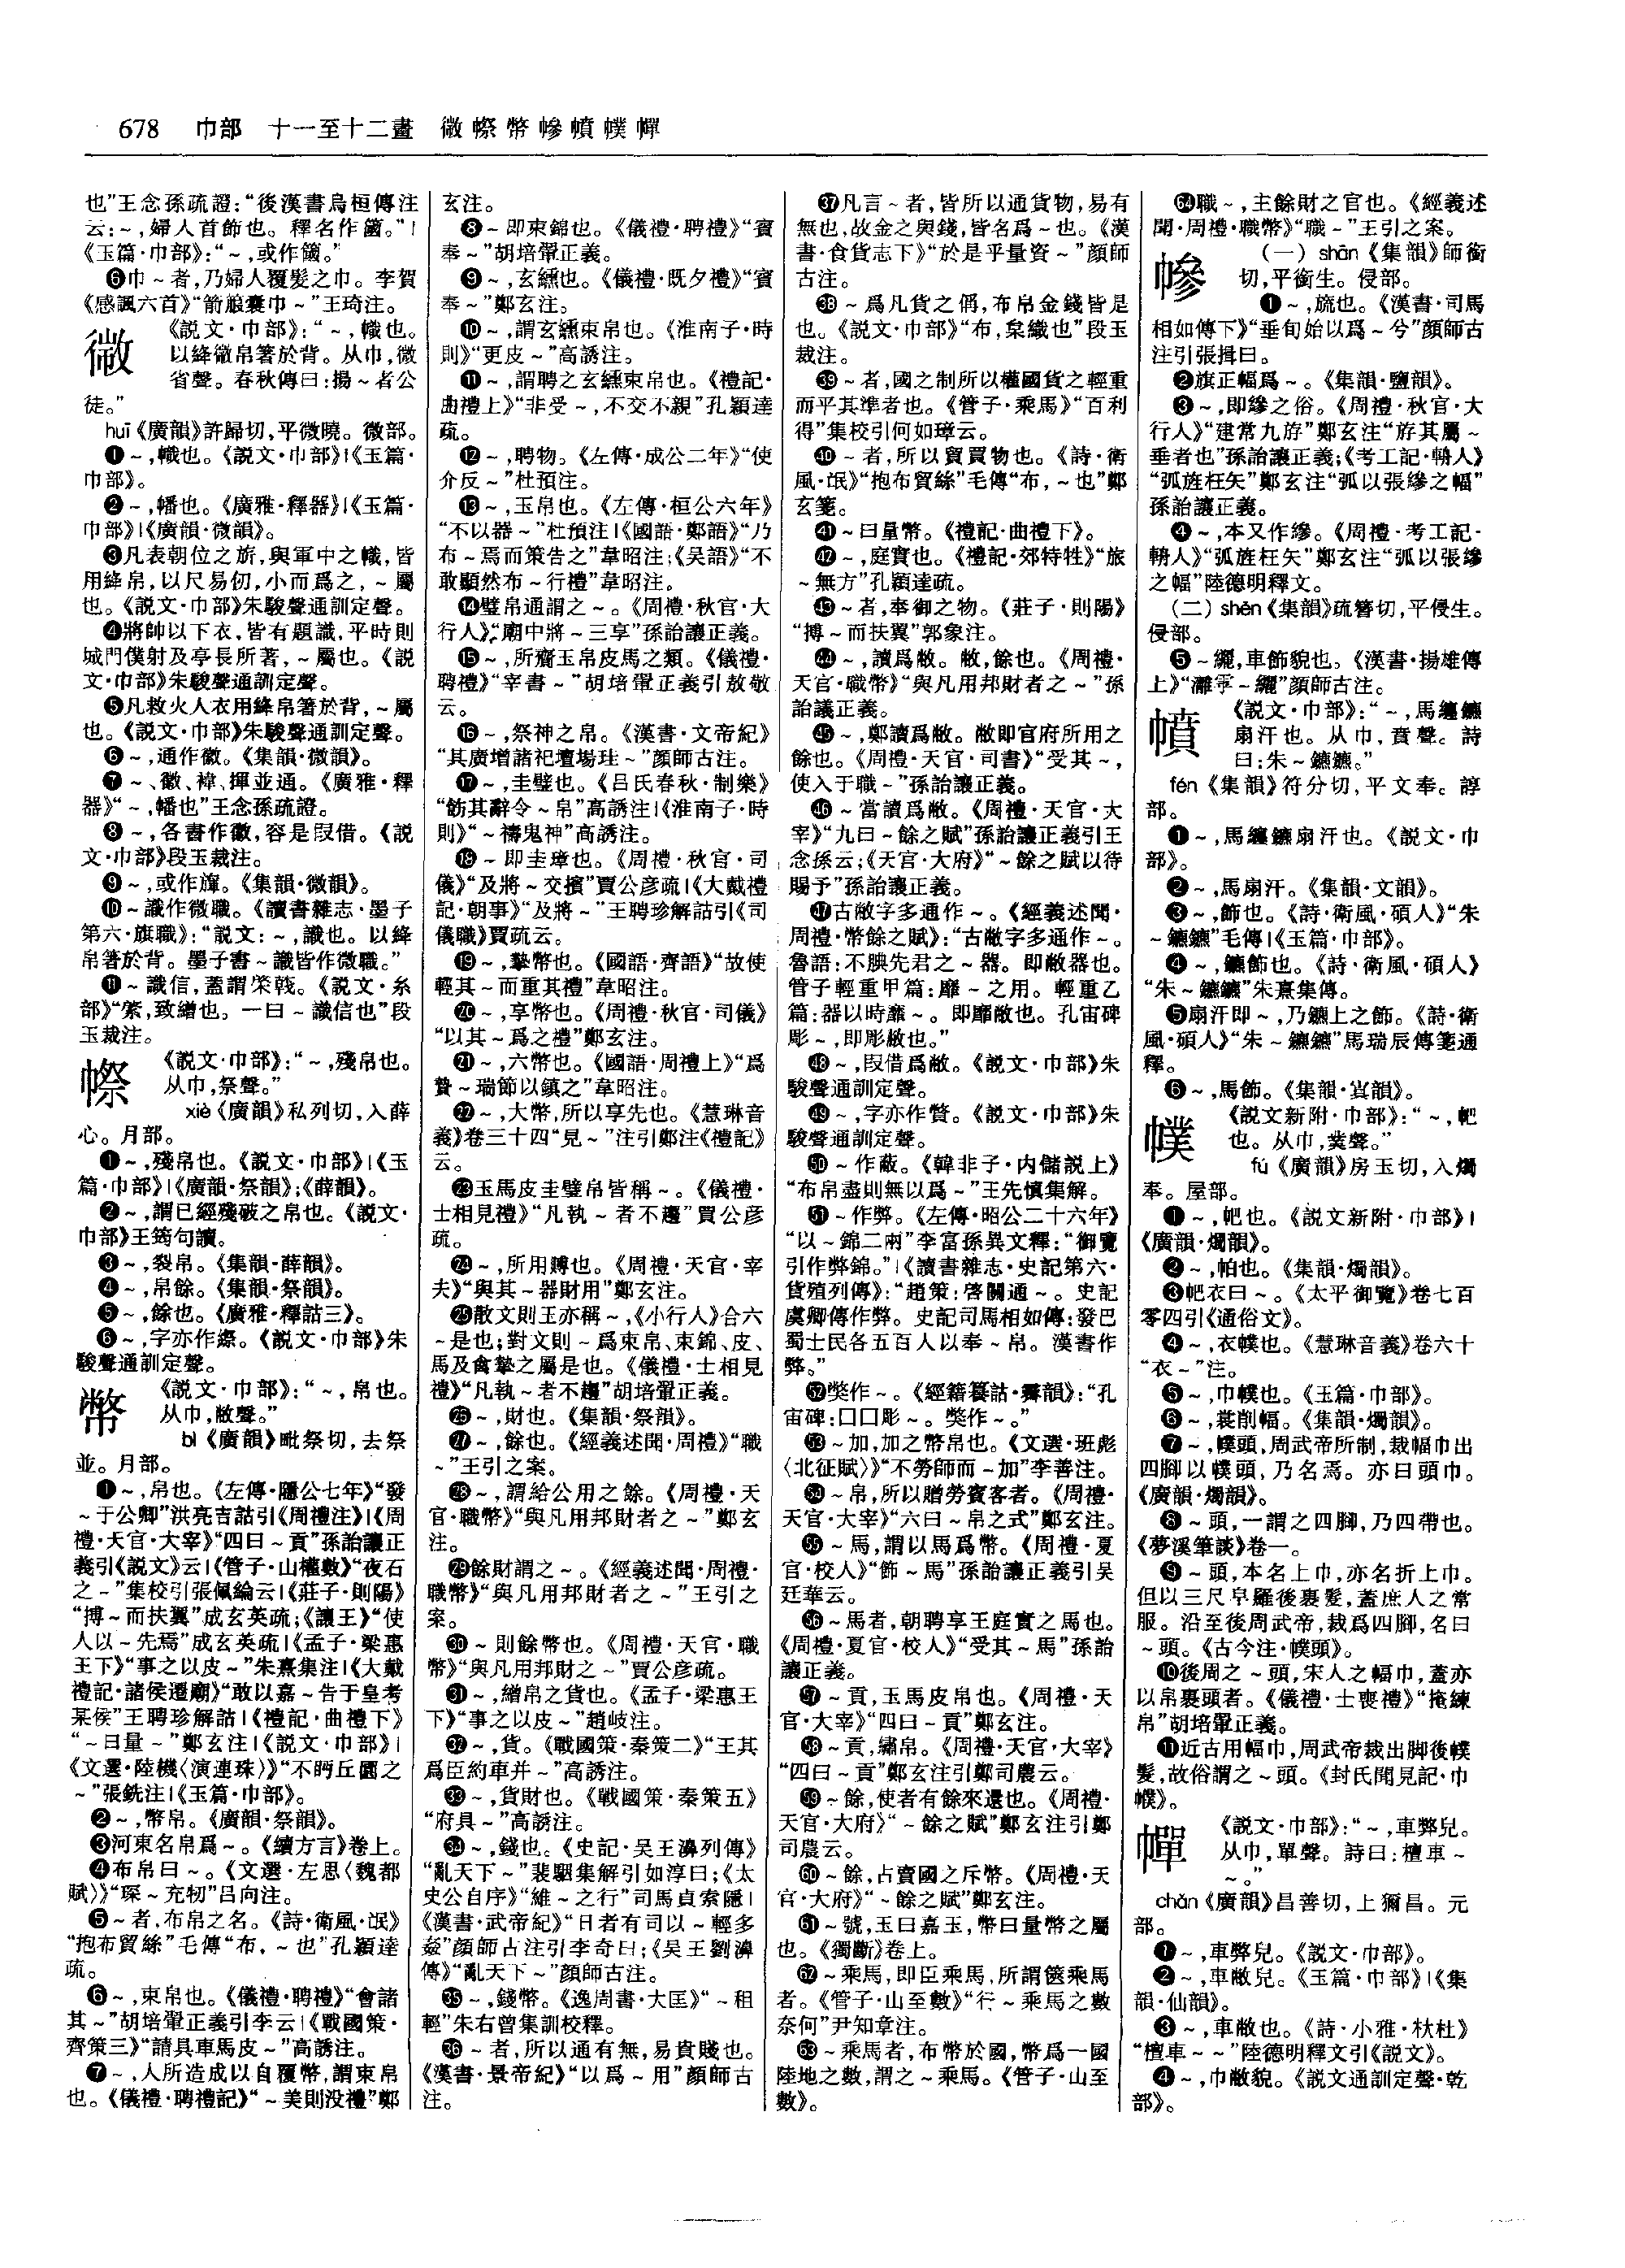 678 巾部 十一至十二畫 幑㡜幣幓幩幞幝
也”王念孫疏證：“後漢書烏桓傳注
云：～，婦人首飾也。釋名作簂。”|
《玉篇·巾部》：“～，或作簂。”
❻巾～者，乃婦人覆髮之巾。李賀
《感諷六首》“箭箙囊巾～”王琦注。
幑
《説文·巾部》：“～，幟也。
以絳幑帛箸於背。从巾，微
省聲。春秋傳曰：揚～者公
徒。”
huī《廣韻》許歸切，平微曉。微部。
❶～，幟也。《説文·巾部》|《玉篇·
巾部》。
❷～，幡也。《廣雅·釋器》|《玉篇·
巾部》|《廣韻·微韻》。
❸凡表朝位之旂，與軍中之幟，皆
用絳帛，以尺易仞，小而爲之，～屬
也。《説文·巾部》朱駿聲通訓定聲。
❹將帥以下衣，皆有題識，平時則
城門僕射及亭長所著，～屬也。《説
文·巾部》朱駿聲通訓定聲。
❺凡救火人衣用絳帛箸於背，～屬
也。《説文·巾部》朱駿聲通訓定聲。
❻～，通作徽。《集韻·微韻》。
❼～、徽、褘、揮並通。《廣雅·釋
器》“～，幡也”王念孫疏證。
❽～，各書作徽，容是叚借。《説
文·巾部》段玉裁注。
❾～，或作㫎。《集韻·微韻》。
❿～識作微職。《讀書雜志·墨子
第六·旗職》：“説文：～，識也。以絳
帛箸於背。墨子書～識皆作微職。”
⓫～識信，蓋謂棨戟。《説文·糸
部》“綮，致繒也。一曰～識信也”段
玉裁注。
㡜
《説文·巾部》：“～，殘帛也。
从巾，祭聲。”
xiè《廣韻》私列切，入薛
心。月部。
❶～，殘帛也。《説文·巾部》|《玉
篇·巾部》|《廣韻·祭韻》；《薛韻》。
❷～，謂已經殘破之帛也。《説文·
巾部》王筠句讀。
❸～，裂帛。《集韻·薛韻》。
❹～，帛餘。《集韻·祭韻》。
❺～，餘也。《廣雅·釋詁三》。
❻～，字亦作縩。《説文·巾部》朱
駿聲通訓定聲。
幣
《説文·巾部》：“～，帛也。
从巾，敝聲。”
bì《廣韻》毗祭切，去祭
並。月部。
❶～，帛也。《左傳·隱公七年》“發
～于公卿”洪亮吉詁引《周禮注》|《周
禮·天官·大宰》“四曰～貢”孫詒讓正
義引《説文》云|《管子·山權數》“夜石
之～”集校引張佩綸云|《莊子·則陽》
“搏～而扶翼”成玄英疏；《讓王》“使
人以～先焉”成玄英疏|《孟子·梁惠
王下》“事之以皮～”朱熹集注|《大戴
禮記·諸侯遷廟》“敢以嘉～告于皇考
某侯”王聘珍解詁|《禮記·曲禮下》
“～曰量～”鄭玄注|《説文·巾部》|
《文選·陸機〈演連珠〉》“不眄丘園之
～”張銑注|《玉篇·巾部》。
❷～，幣帛。《廣韻·祭韻》。
❸河東名帛爲～。《續方言》卷上。
❹布帛曰～。《文選·左思〈魏都
賦〉》“琛～充牣”吕向注。
❺～者，布帛之名。《詩·衛風·氓》
“抱布貿絲”毛傳“布，～也”孔穎達
疏。
❻～，束帛也。《儀禮·聘禮》“會諸
其～”胡培翬正義引李云|《戰國策·
齊策三》“請具車馬皮～”高誘注。
❼～，人所造成以自覆幣，謂束帛
也。《儀禮·聘禮記》“～美則没禮”鄭
玄注。
❽～即束錦也。《儀禮·聘禮》“賓
奉～”胡培翬正義。
❾～，玄纁也。《儀禮·既夕禮》“賓
奉～”鄭玄注。
❿～，謂玄纁束帛也。《淮南子·時
則》“更皮～”高誘注。
⓫～，謂聘之玄纁束帛也。《禮記·
曲禮上》“非受～，不交不親”孔穎達
疏。
⓬～，聘物。《左傳·成公二年》“使
介反～”杜預注。
⓭～，玉帛也。《左傳·桓公六年》
“不以器～”杜預注|《國語·鄭語》“乃
布～焉而策告之”韋昭注；《吴語》“不
敢顯然布～行禮”韋昭注。
⓮璧帛通謂之～。《周禮·秋官·大
行人》“廟中將～三享”孫詒讓正義。
⓯～，所齎玉帛皮馬之類。《儀禮·
聘禮》“宰書～”胡培翬正義引敖敬
云。
⓰～，祭神之帛。《漢書·文帝紀》
“其廣增諸祀壇場珪～”顔師古注。
⓱～，圭璧也。《吕氏春秋·制樂》
“飭其辭令～帛”高誘注|《淮南子·時
則》“～禱鬼神”高誘注。
⓲～即圭璋也。《周禮·秋官·司
儀》“及將～交擯”賈公彦疏|《大戴禮
記·朝事》“及將～”王聘珍解詁引《司
儀職》賈疏云。
⓳～，摯幣也。《國語·齊語》“故使
輕其～而重其禮”韋昭注。
⓴～，享幣也。《周禮·秋官·司儀》
“以其～爲之禮”鄭玄注。
㉑～，六幣也。《國語·周禮上》“爲
贄～瑞節以鎮之”韋昭注。
㉒～，大幣，所以享先也。《慧琳音
義》卷三十四“見～”注引鄭注《禮記》
云。
㉓玉馬皮圭璧帛皆稱～。《儀禮·
士相見禮》“凡執～者不趨”賈公彦
疏。
㉔～，所用賻也。《周禮·天官·宰
夫》“與其～器財用”鄭玄注。
㉕散文則玉亦稱～，《小行人》合六
～是也；對文則～爲束帛、束錦、皮、
馬及禽摯之屬是也。《儀禮·士相見
禮》“凡執～者不趨”胡培翬正義。
㉖～，財也。《集韻·祭韻》。
㉗～，餘也。《經義述聞·周禮》“職
～”王引之案。
㉘～，謂給公用之餘。《周禮·天
官·職幣》“與凡用邦財者之～”鄭玄
注。
㉙餘財謂之～。《經義述聞·周禮·
職幣》“與凡用邦財者之～”王引之
案。
㉚～則餘幣也。《周禮·天官·職
幣》“與凡用邦財之～”賈公彦疏。
㉛～，繒帛之貨也。《孟子·梁惠王
下》“事之以皮～”趙岐注。
㉜～，貨。《戰國策·秦策二》“王其
爲臣約車并～”高誘注。
㉝～，貨財也。《戰國策·秦策五》
“府具～”高誘注。
㉞～，錢也。《史記·吴王濞列傳》
“亂天下～”裴駰集解引如淳曰；《太
史公自序》“維～之行”司馬貞索隱|
《漢書·武帝紀》“日者有司以～輕多
姦”顔師古注引李奇曰；《吴王劉濞
傳》“亂天下～”顔師古注。
㉟～，錢幣。《逸周書·大匡》“～租
輕”朱右曾集訓校釋。
㊱～者，所以通有無，易貴賤也。
《漢書·景帝紀》“以爲～用”顔師古
注。
㊲凡言～者，皆所以通貨物，易有
無也，故金之與錢，皆名爲～也。《漢
書·食貨志下》“於是乎量資～”顔師
古注。
㊳～爲凡貨之偁，布帛金錢皆是
也。《説文·巾部》“布，枲織也”段玉
裁注。
㊴～者，國之制所以權國貨之輕重
而平其準者也。《管子·乘馬》“百利
得”集校引何如璋云。
㊵～者，所以貿買物也。《詩·衛
風·氓》“抱布貿絲”毛傳“布，～也”鄭
玄箋。
㊶～曰量幣。《禮記·曲禮下》。
㊷～，庭實也。《禮記·郊特牲》“旅
～無方”孔穎達疏。
㊸～者，奉御之物。《莊子·則陽》
“搏～而扶翼”郭象注。
㊹～，讀爲敝。敝，餘也。《周禮·
天官·職幣》“與凡用邦財者之～”孫
詒議正義。
㊺～，鄭讀爲敝。敝即官府所用之
餘也。《周禮·天官·司書》“受其～，
使入于職～”孫詒讓正義。
㊻～當讀爲敝。《周禮·天官·大
宰》“九曰～餘之賦”孫詒讓正義引王
念孫云；《天官·大府》“～餘之賦以待
賜予”孫詒讓正義。
㊼古敝字多通作～。《經義述聞·
周禮·幣餘之賦》：“古敝字多通作～。
魯語：不腆先君之～器。即敝器也。
管子輕重甲篇：靡～之用。輕重乙
篇：器以時靡～。即靡敝也。孔宙碑
彫～，即彫敝也。”
㊽～，叚借爲敝。《説文·巾部》朱
駿聲通訓定聲。
㊾～，字亦作贅。《説文·巾部》朱
駿聲通訓定聲。
㊿～作蔽。《韓非子·内儲説上》
“布帛盡則無以爲～”王先慎集解。
51～作弊。《左傳·昭公二十六年》
“以～錦二兩”李富孫異文釋：“御覽
引作弊錦。”|《讀書雜志·史記第六·
貨殖列傳》：“趙策：啓關通～。史記
虞卿傳作弊。史記司馬相如傳：發巴
蜀士民各五百人以奉～帛。漢書作
弊。”
52獘作～。《經籍籑詁·霽韻》：“孔
宙碑：□□彫～。獘作～。”
53～加，加之幣帛也。《文選·班彪
〈北征賦〉》“不勞師而～加”李善注。
54～帛，所以贈勞賓客者。《周禮·
天官·大宰》“六曰～帛之式”鄭玄注。
55～馬，謂以馬爲幣。《周禮·夏
官·校人》“飾～馬”孫詒讓正義引吴
廷華云。
56～馬者，朝聘享王庭實之馬也。
《周禮·夏官·校人》“受其～馬”孫詒
讓正義。
57～貢，玉馬皮帛也。《周禮·天
官·大宰》“四曰～貢”鄭玄注。
58～貢，繡帛。《周禮·天官·大宰》
“四曰～貢”鄭玄注引鄭司農云。
59～餘，使者有餘來還也。《周禮·
天官·大府》“～餘之賦”鄭玄注引鄭
司農云。
60～餘，占賣國之斥幣。《周禮·天
官·大府》“～餘之賦”鄭玄注。
61～號，玉曰嘉玉，幣曰量幣之屬
也。《獨斷》卷上。
62～乘馬，即臣乘馬，所謂篋乘馬
者。《管子·山至數》“行～乘馬之數
奈何”尹知章注。
63～乘馬者，布幣於國，幣爲一國
陸地之數，謂之～乘馬。《管子·山至
數》。
64職～，主餘財之官也。《經義述
聞·周禮·職幣》“職～”王引之案。
幓
（一）shān《集韻》師銜
切，平銜生。侵部。
❶～，旒也。《漢書·司馬
相如傳下》“垂旬始以爲～兮”顔師古
注引張揖曰。
❷旗正幅爲～。《集韻·鹽韻》。
❸～，即縿之俗。《周禮·秋官·大
行人》“建常九斿”鄭玄注“斿其屬～
垂者也”孫詒讓正義；《考工記·輈人》
“弧旌枉矢”鄭玄注“弧以張縿之幅”
孫詒讓正義。
❹～，本又作縿。《周禮·考工記·
輈人》“弧旌枉矢”鄭玄注“弧以張縿
之幅”陸德明釋文。
（二）shēn《集韻》疏簪切，平侵生。
侵部。
❺～纚，車飾貌也。《漢書·揚雄傳
上》“灕虖～纚”顔師古注。
幩
《説文·巾部》：“～，馬纏鑣
扇汗也。从巾，賁聲。詩
曰：朱～鑣鑣。”
fén《集韻》符分切，平文奉。諄
部。
❶～，馬纏鑣扇汗也。《説文·巾
部》。
❷～，馬扇汗。《集韻·文韻》。
❸～，飾也。《詩·衛風·碩人》“朱
～鑣鑣”毛傳|《玉篇·巾部》。
❹～，鑣飾也。《詩·衛風·碩人》
“朱～鑣鑣”朱熹集傳。
❺扇汗即～，乃鑣上之飾。《詩·衛
風·碩人》“朱～鑣鑣”馬瑞辰傳箋通
釋。
❻～，馬飾。《集韻·寘韻》。
幞
《説文新附·巾部》：“～，帊
也。从巾，菐聲。”
fú《廣韻》房玉切，入燭
奉。屋部。
❶～，帊也。《説文新附·巾部》|
《廣韻·燭韻》。
❷～，帕也。《集韻·燭韻》。
❸帊衣曰～。《太平御覽》卷七百
零四引《通俗文》。
❹～，衣幞也。《慧琳音義》卷六十
“衣～”注。
❺～，巾幞也。《玉篇·巾部》。
❻～，裳削幅。《集韻·燭韻》。
❼～，幞頭，周武帝所制，裁幅巾出
四脚以幞頭，乃名焉。亦曰頭巾。
《廣韻·燭韻》。
❽～頭，一謂之四脚，乃四帶也。
《夢溪筆談》卷一。
❾～頭，本名上巾，亦名折上巾。
但以三尺皁羅後裹髮，蓋庶人之常
服。沿至後周武帝，裁爲四脚，名曰
～頭。《古今注·幞頭》。
❿後周之～頭，宋人之幅巾，蓋亦
以帛裹頭者。《儀禮·士喪禮》“掩練
帛”胡培翬正義。
⓫近古用幅巾，周武帝裁出脚後幞
髮，故俗謂之～頭。《封氏聞見記·巾
幞》。
幝
《説文·巾部》：“～，車弊皃。
从巾，單聲。詩曰：檀車～
～。”
chǎn《廣韻》昌善切，上獮昌。元
部。
❶～，車弊皃。《説文·巾部》。
❷～，車敝皃。《玉篇·巾部》|《集
韻·仙韻》。
❸～，車敝也。《詩·小雅·杕杜》
“檀車～～”陸德明釋文引《説文》。
❹～，巾敝貌。《説文通訓定聲·乾
部》。